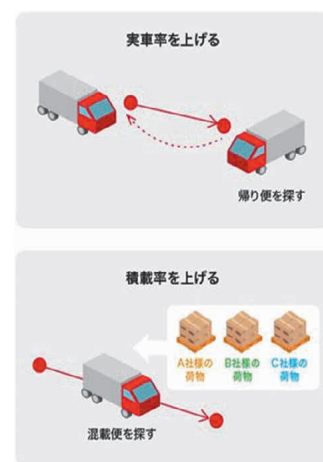 実車率を上げる
帰り便を探す
積載率を上げる
A社様の荷物
B社様の荷物
C社様の荷物
混載便を探す